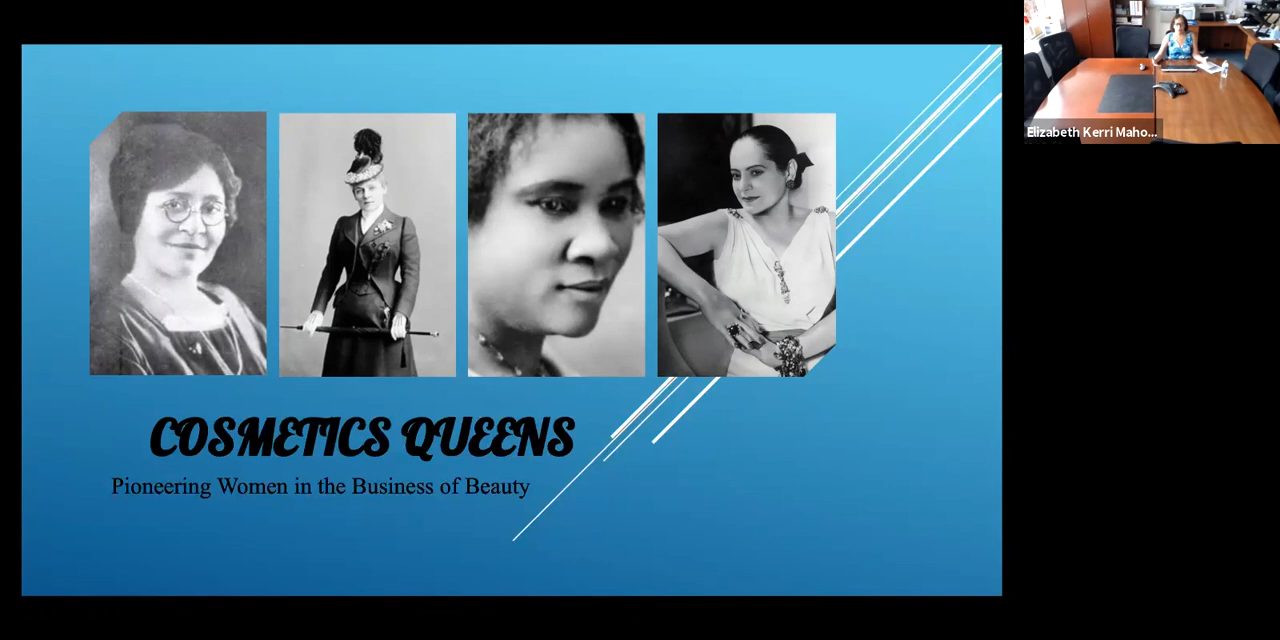 Elizabeth Kerri Maho...
COSMETICS QUEENS
Pioneering Women in the Business of Beauty